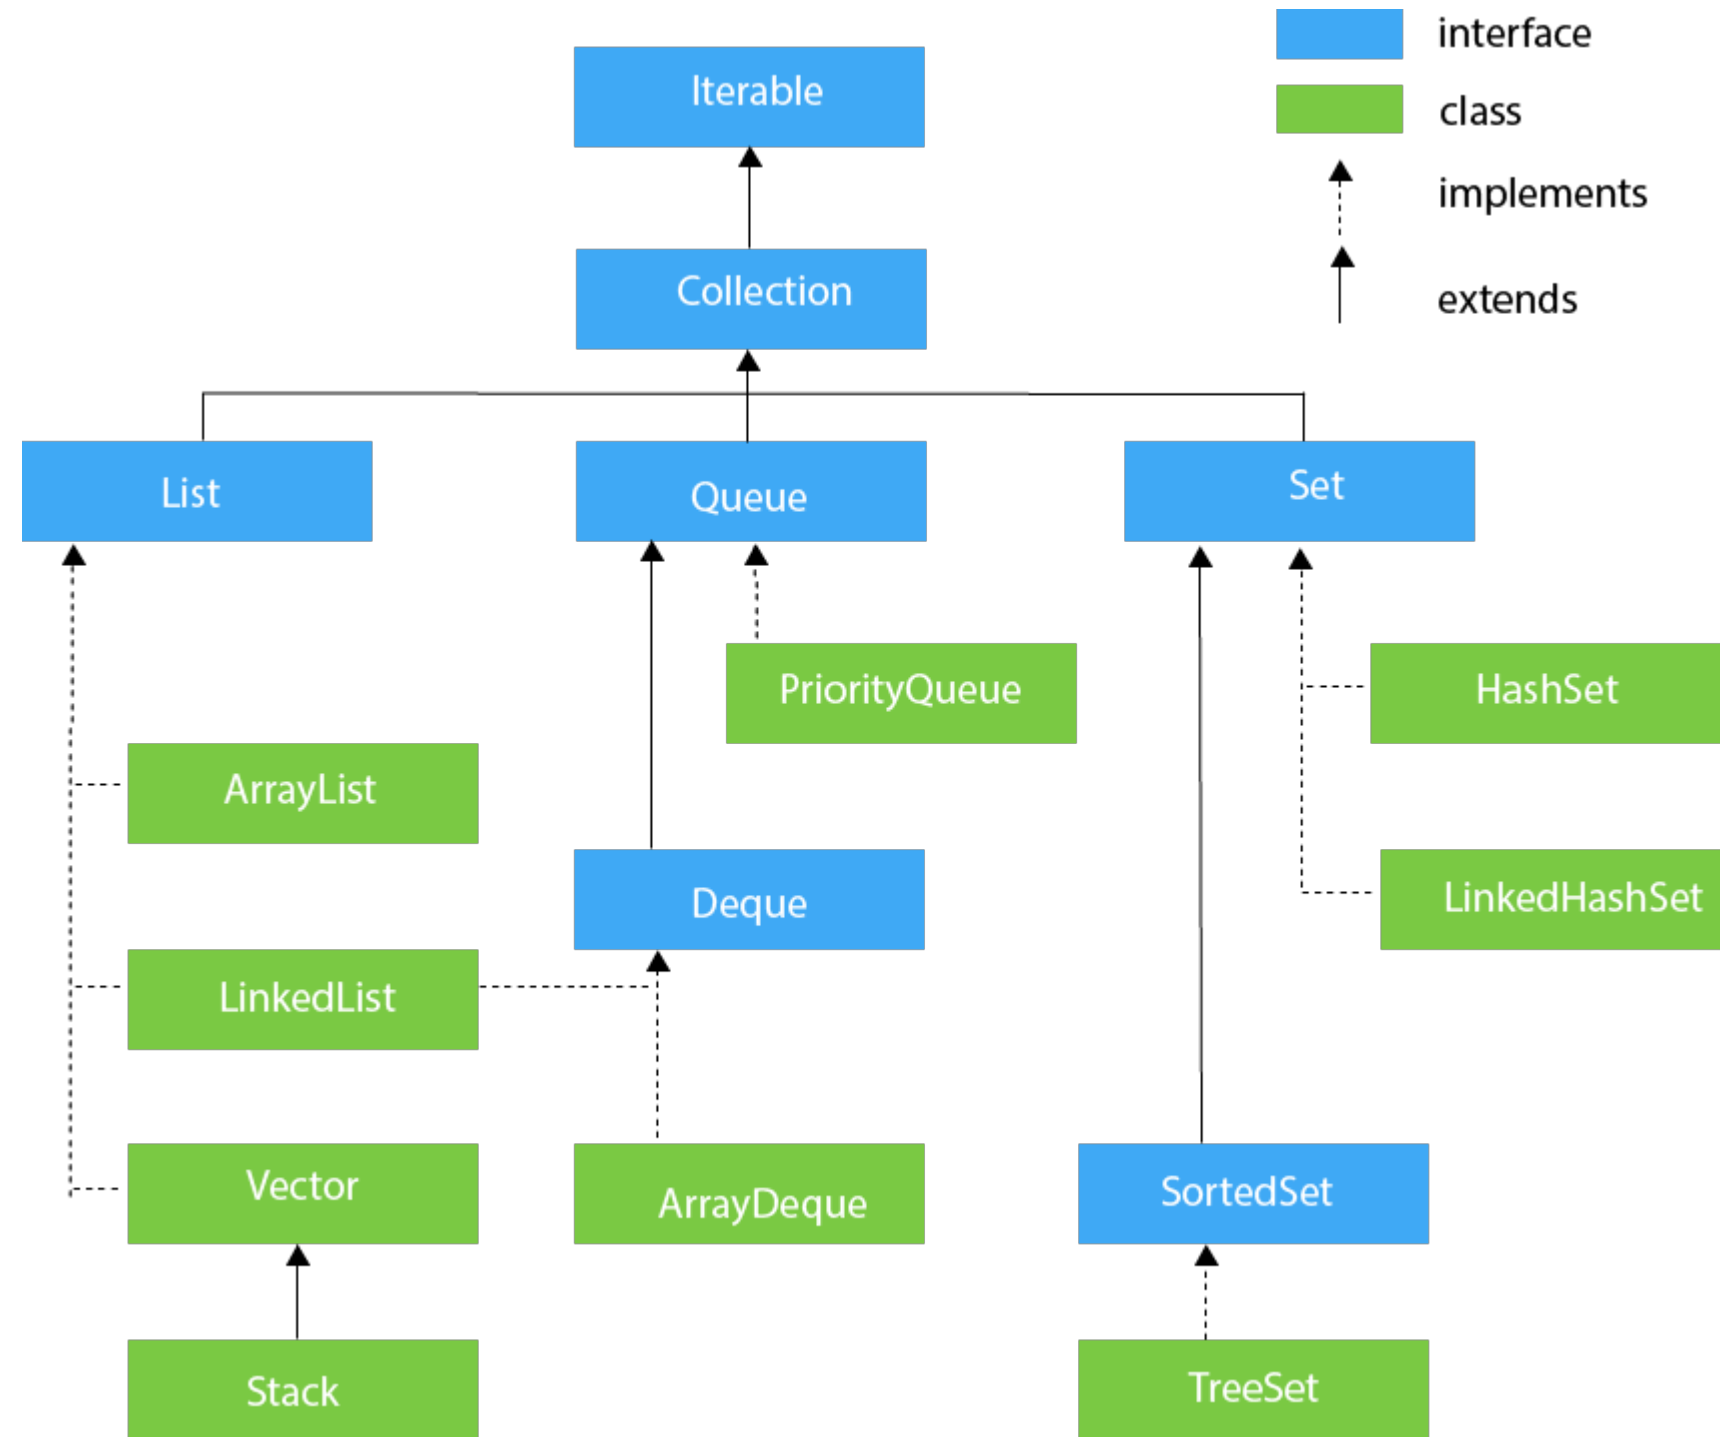 interface
Iterable
class
implements
Collection
extends
List
Queue
Set
PriorityQueue
HashSet
ArrayList
Deque
LinkedHashSet
LinkedList
Vector
ArrayDeque
SortedSet
Stack
TreeSet